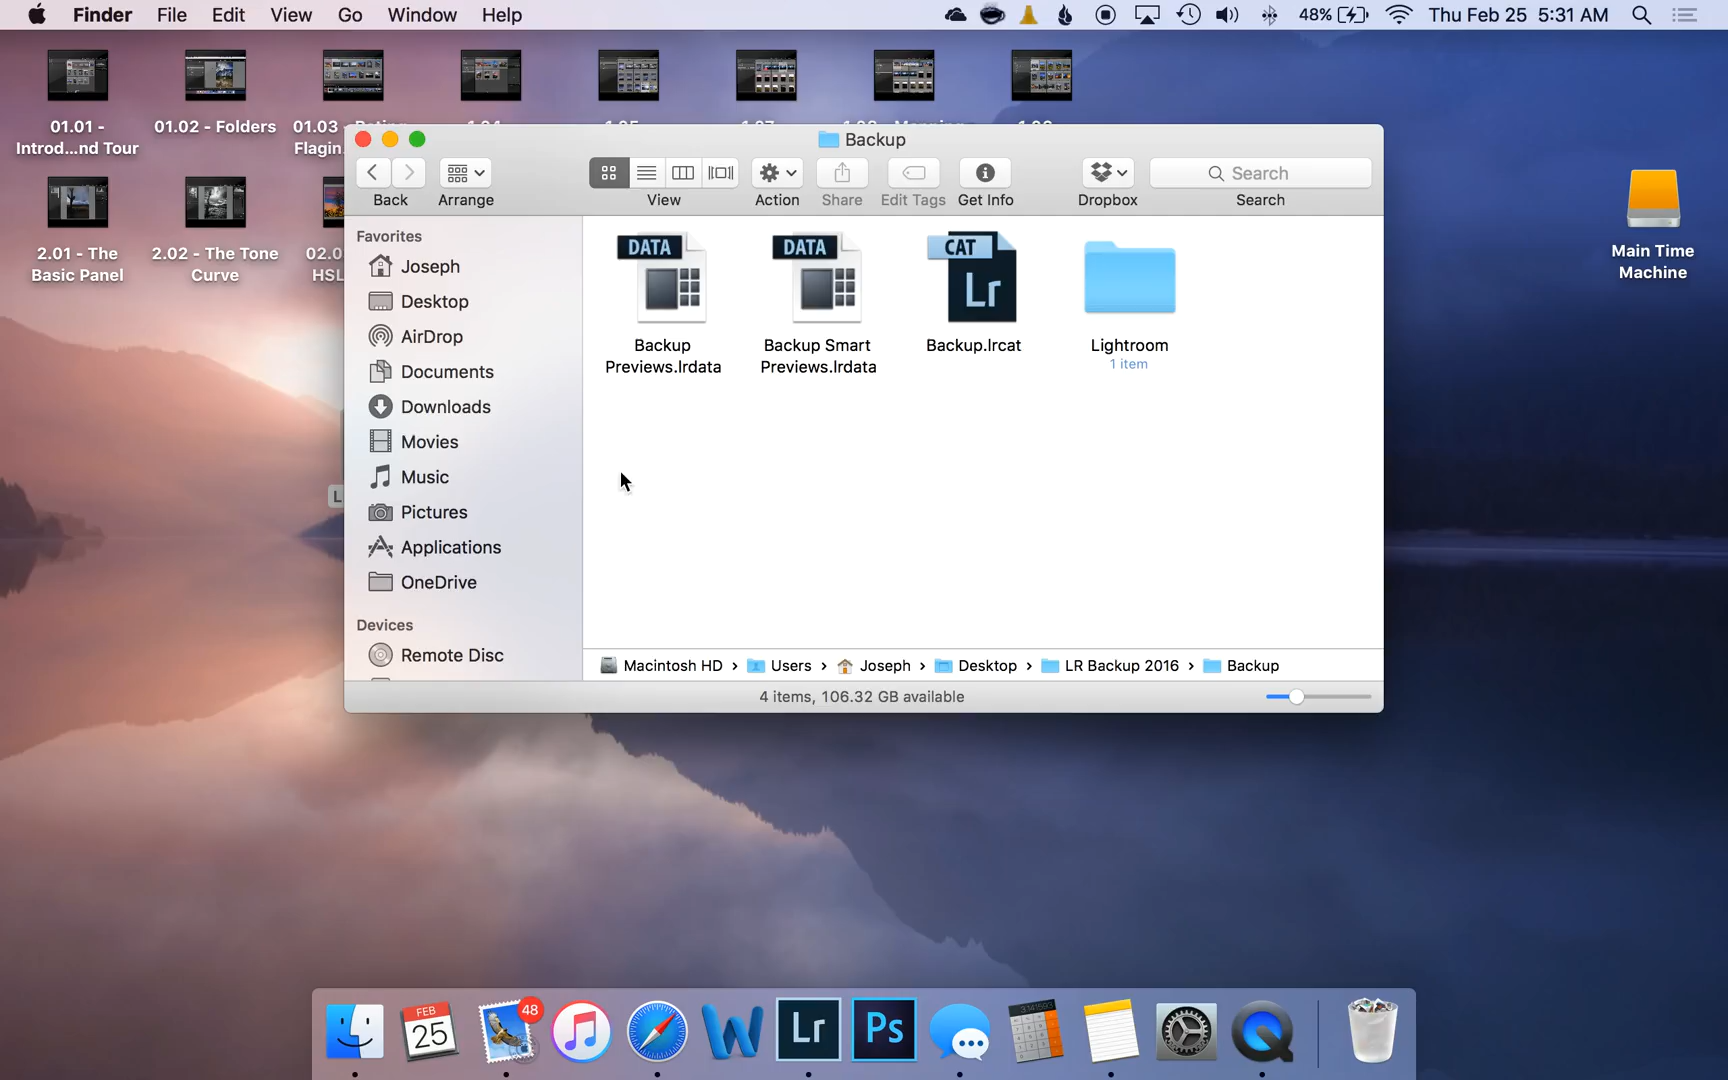 Finder File Edit View Go Window Help
48% Thu Feb 25 5:31 AM
01.01 -
Introd...nd Tour
01.02 - Folders
01.03 -
Flagin.
2.01 - The
Basic Panel
2.02 - The Tone
Curve
02.0
HSL
Main Time
Machine
Backup
Back
Arrange
View
Action
Share
Edit Tags
Get Info
Dropbox
Search
Search
Favorites
Joseph
Desktop
AirDrop
Documents
Downloads
Movies
Music
Pictures
Applications
OneDrive
Devices
Remote Disc
DATA
Backup
Previews.lrdata
DATA
Backup Smart
Previews.lrdata
CAT
Lr
Backup.lrcat
Lightroom
1 item
Macintosh HD › Users › Joseph › Desktop › LR Backup 2016 › Backup
4 items, 106.32 GB available
L
FEB
25
48
W
Lr
Ps
3.141593